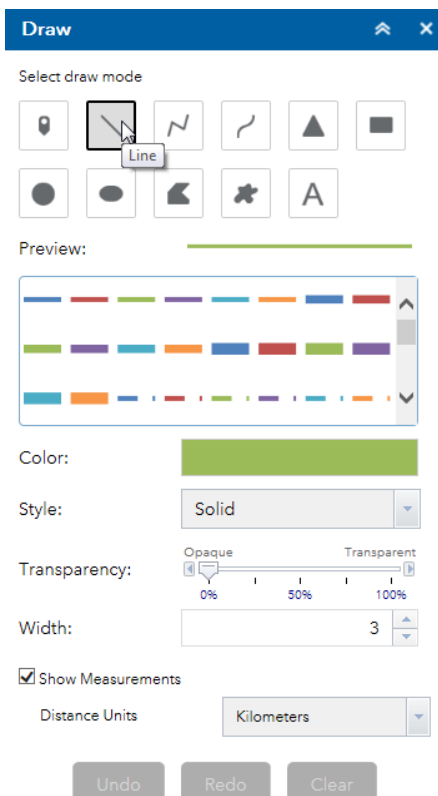 Draw
Select draw mode
Line
A
Preview:
Color:
Style: Solid
Opaque Transparent
Transparency:
0% 50% 100%
Width: 3
Show Measurements
Distance Units Kilometers
Undo Redo Clear